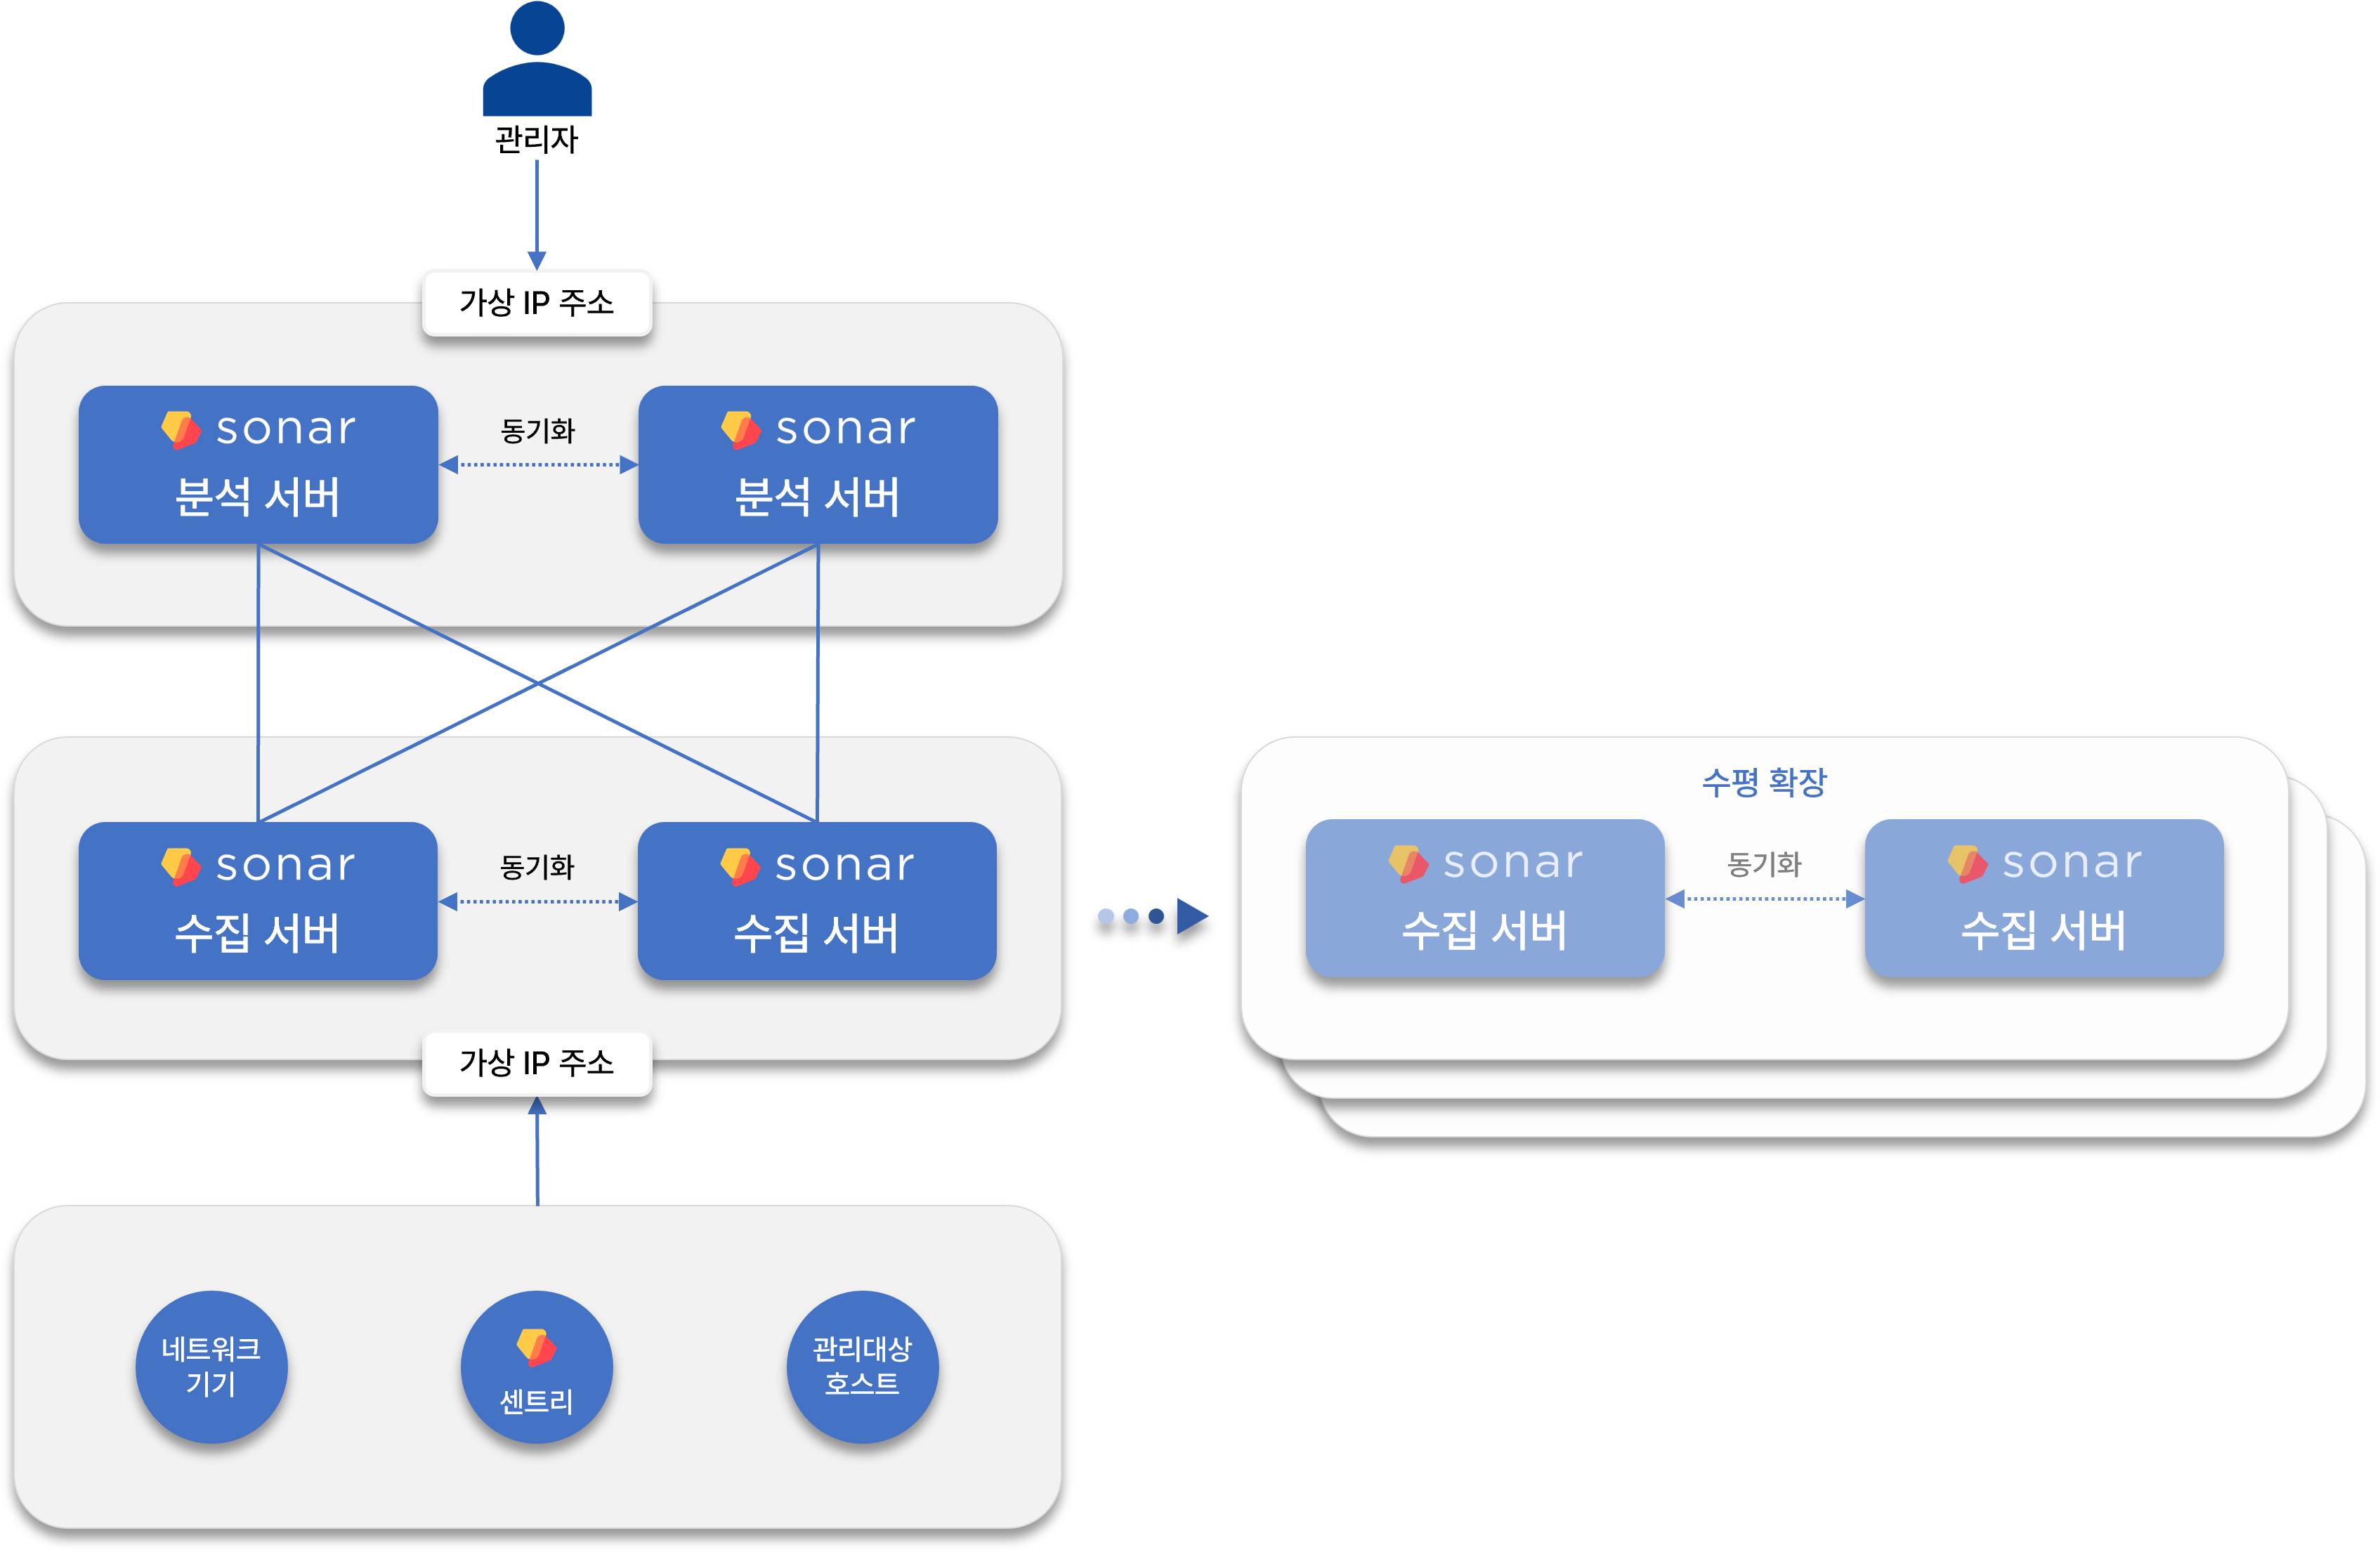 관리자
가상 IP 주소
sonar
분석 서버
동기화
sonar
분석 서버
sonar
수집 서버
동기화
sonar
수집 서버
가상 IP 주소
수평 확장
sonar
수집 서버
동기화
sonar
수집 서버
네트워크
기기
센트리
관리대상
호스트